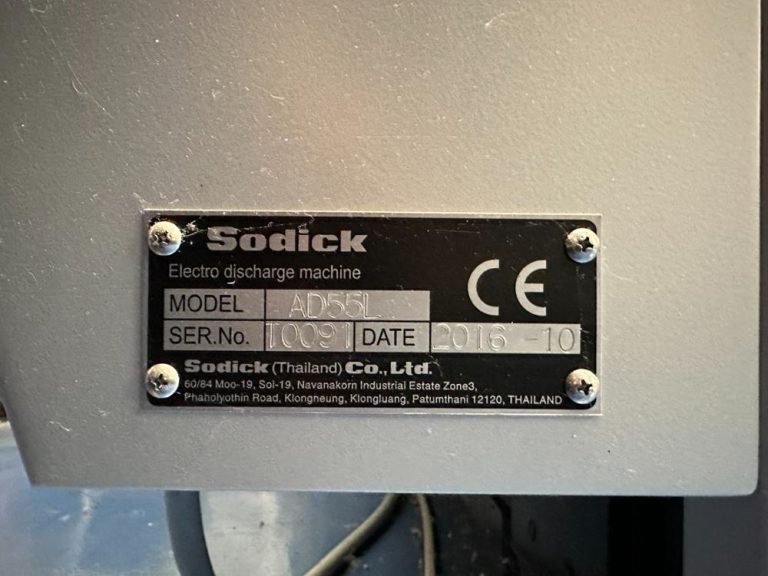 Sodick
Electro discharge machine
CE
MODEL AD55L
SER.No. T0091 DATE 2016 -10
Sodick (Thailand) Co., Ltd.
60/84 Moo-19, Soi-19, Navanakorn Industrial Estate Zone3,
Phaholyothin Road, Klongneung, Klongluang, Patumthani 12120, THAILAND